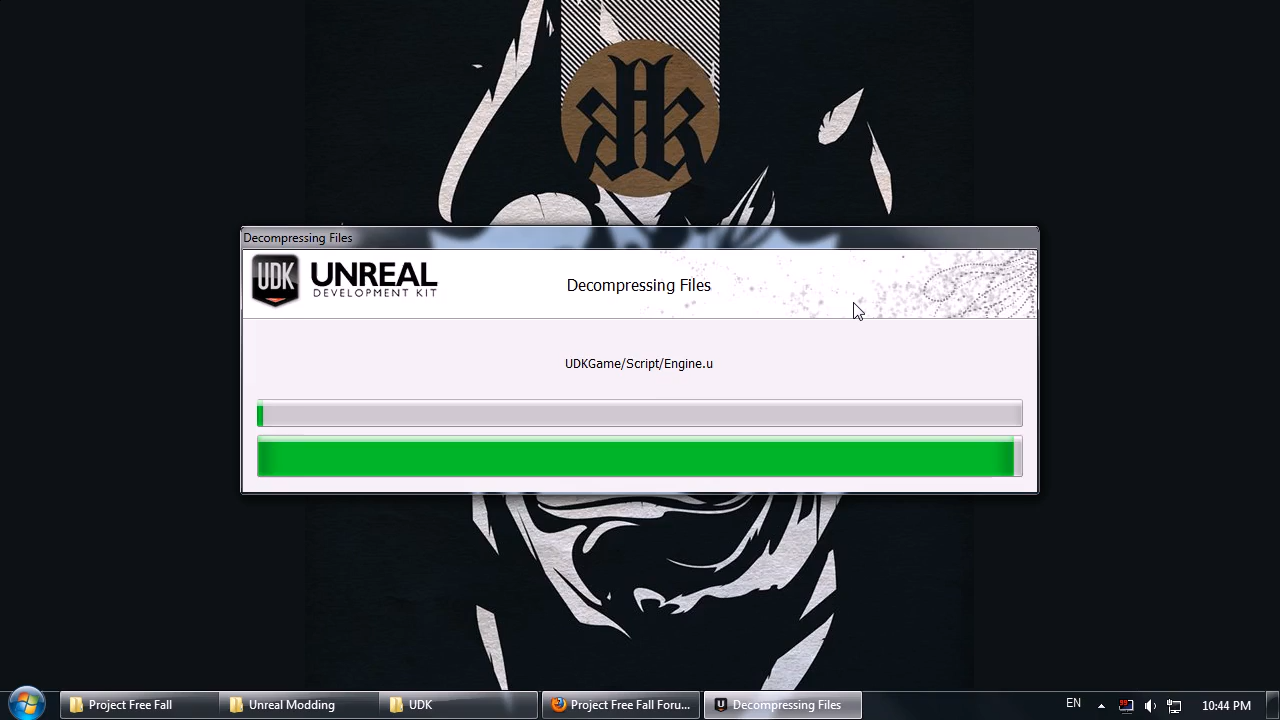 Decompressing Files
UDK UNREAL
DEVELOPMENT KIT
Decompressing Files
UDKGame/Script/Engine.u
Project Free Fall
Unreal Modding
UDK
Project Free Fall Foru...
Decompressing Files
EN
10:44 PM